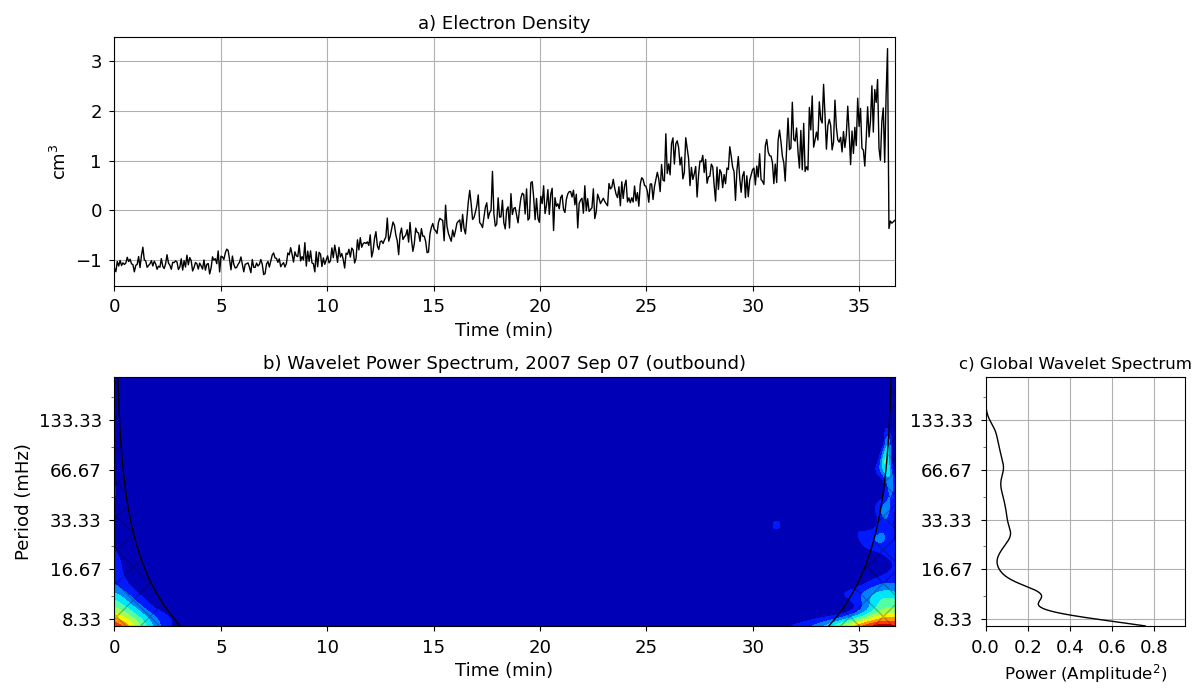 a) Electron Density
3
2
1
0
−1
cm³
0 5 10 15 20 25 30 35
Time (min)
b) Wavelet Power Spectrum, 2007 Sep 07 (outbound)
133.33
66.67
33.33
16.67
8.33
Period (mHz)
0 5 10 15 20 25 30 35
Time (min)
c) Global Wavelet Spectrum
133.33
66.67
33.33
16.67
8.33
0.0 0.2 0.4 0.6 0.8
Power (Amplitude²)